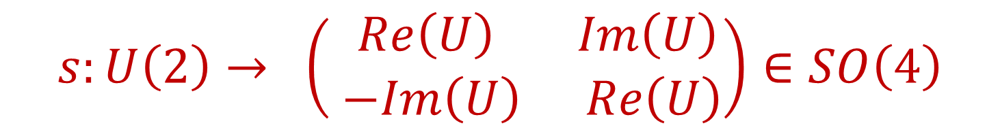 s: U(2) → ( Re(U) Im(U)
−Im(U) Re(U) ) ∈ SO(4)